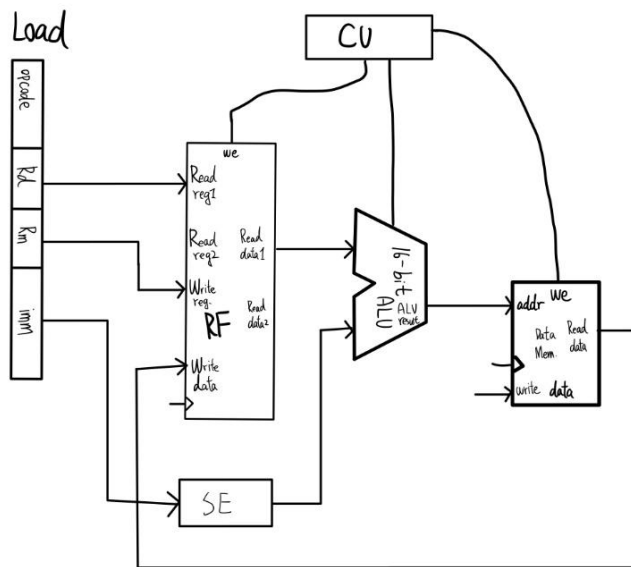 Load
CU
opcode
Rd
Rm
imm
we
Read
reg1
Read
reg2
Write
reg.
RF
Write
data
Read
data1
Read
data2
SE
16-bit
ALU
ALU
result
we
addr
Data
Mem.
Read
data
write data